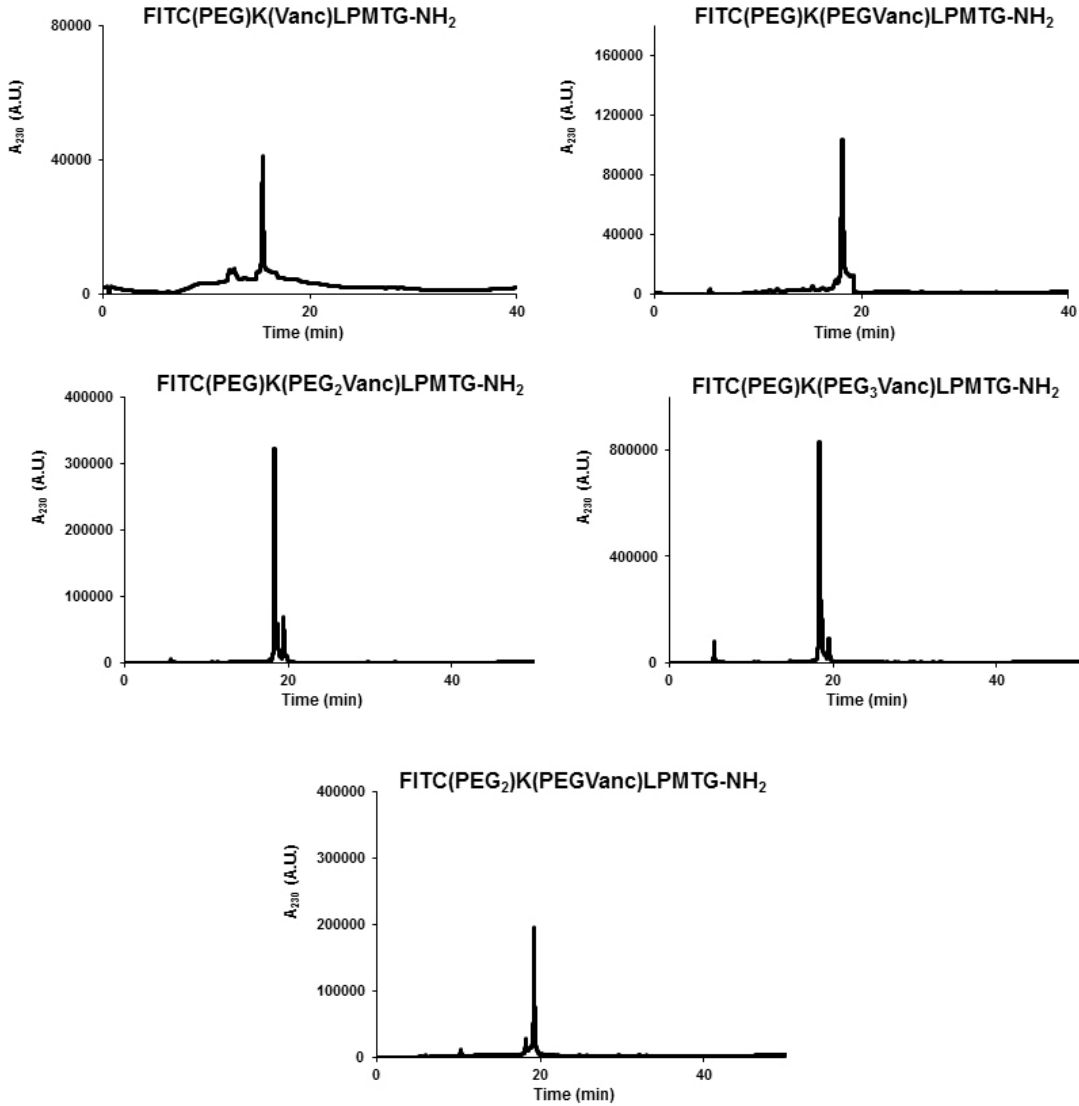 FITC(PEG)K(Vanc)LPMTG-NH₂
80000
40000
0
A₂₃₀ (A.U.)
0 20 40
Time (min)
FITC(PEG)K(PEGVanc)LPMTG-NH₂
160000
120000
80000
40000
0
A₂₃₀ (A.U.)
0 20 40
Time (min)
FITC(PEG)K(PEG₂Vanc)LPMTG-NH₂
400000
300000
200000
100000
0
A₂₃₀ (A.U.)
0 20 40
Time (min)
FITC(PEG)K(PEG₃Vanc)LPMTG-NH₂
800000
400000
0
A₂₃₀ (A.U.)
0 20 40
Time (min)
FITC(PEG₂)K(PEGVanc)LPMTG-NH₂
400000
300000
200000
100000
0
A₂₃₀ (A.U.)
0 20 40
Time (min)